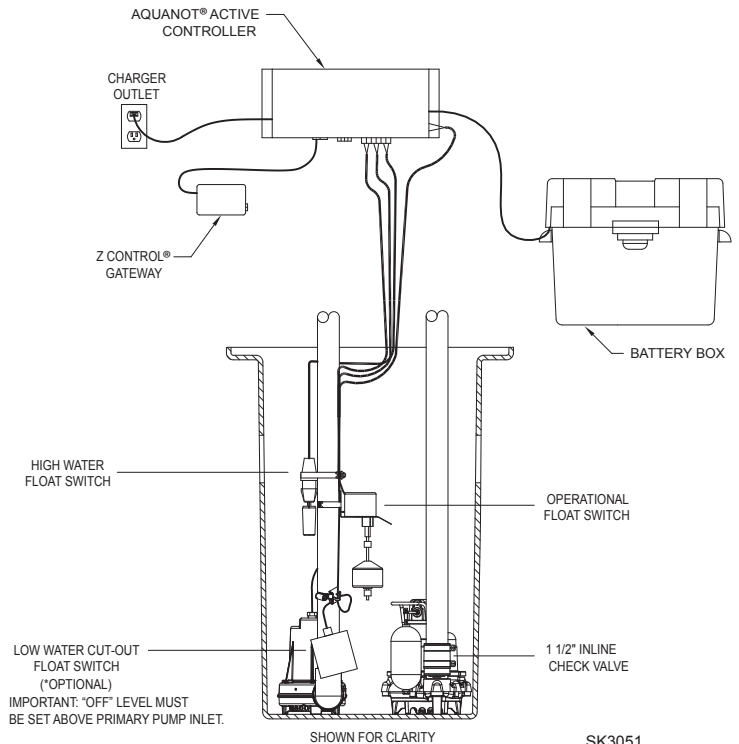 AQUANOT® ACTIVE
CONTROLLER
CHARGER
OUTLET
Z CONTROL®
GATEWAY
BATTERY BOX
HIGH WATER
FLOAT SWITCH
OPERATIONAL
FLOAT SWITCH
LOW WATER CUT-OUT
FLOAT SWITCH
(*OPTIONAL)
IMPORTANT: "OFF" LEVEL MUST
BE SET ABOVE PRIMARY PUMP INLET.
1 1/2" INLINE
CHECK VALVE
SHOWN FOR CLARITY
SK3051